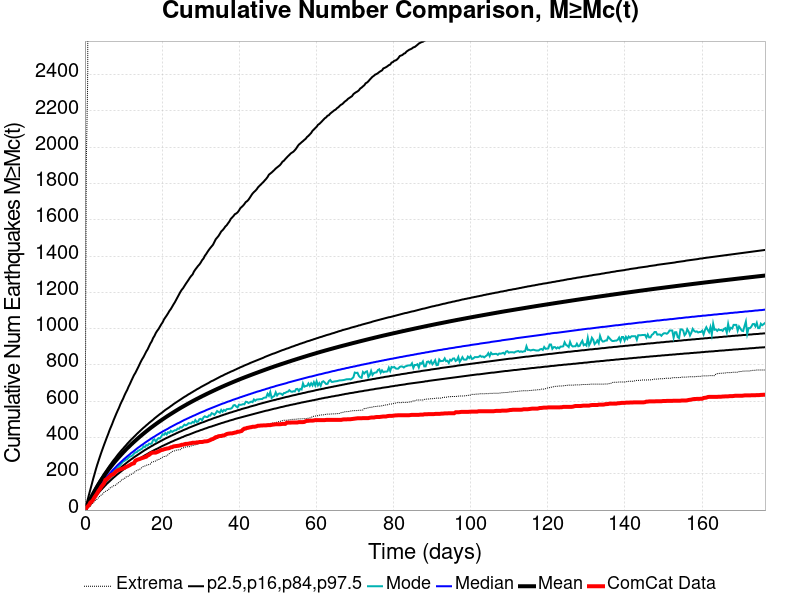 Cumulative Number Comparison, M≥Mc(t)
Cumulative Num Earthquakes M≥Mc(t)
2400
2200
2000
1800
1600
1400
1200
1000
800
600
400
200
0
0 20 40 60 80 100 120 140 160
Time (days)
Extrema p2.5,p16,p84,p97.5 Mode Median Mean ComCat Data